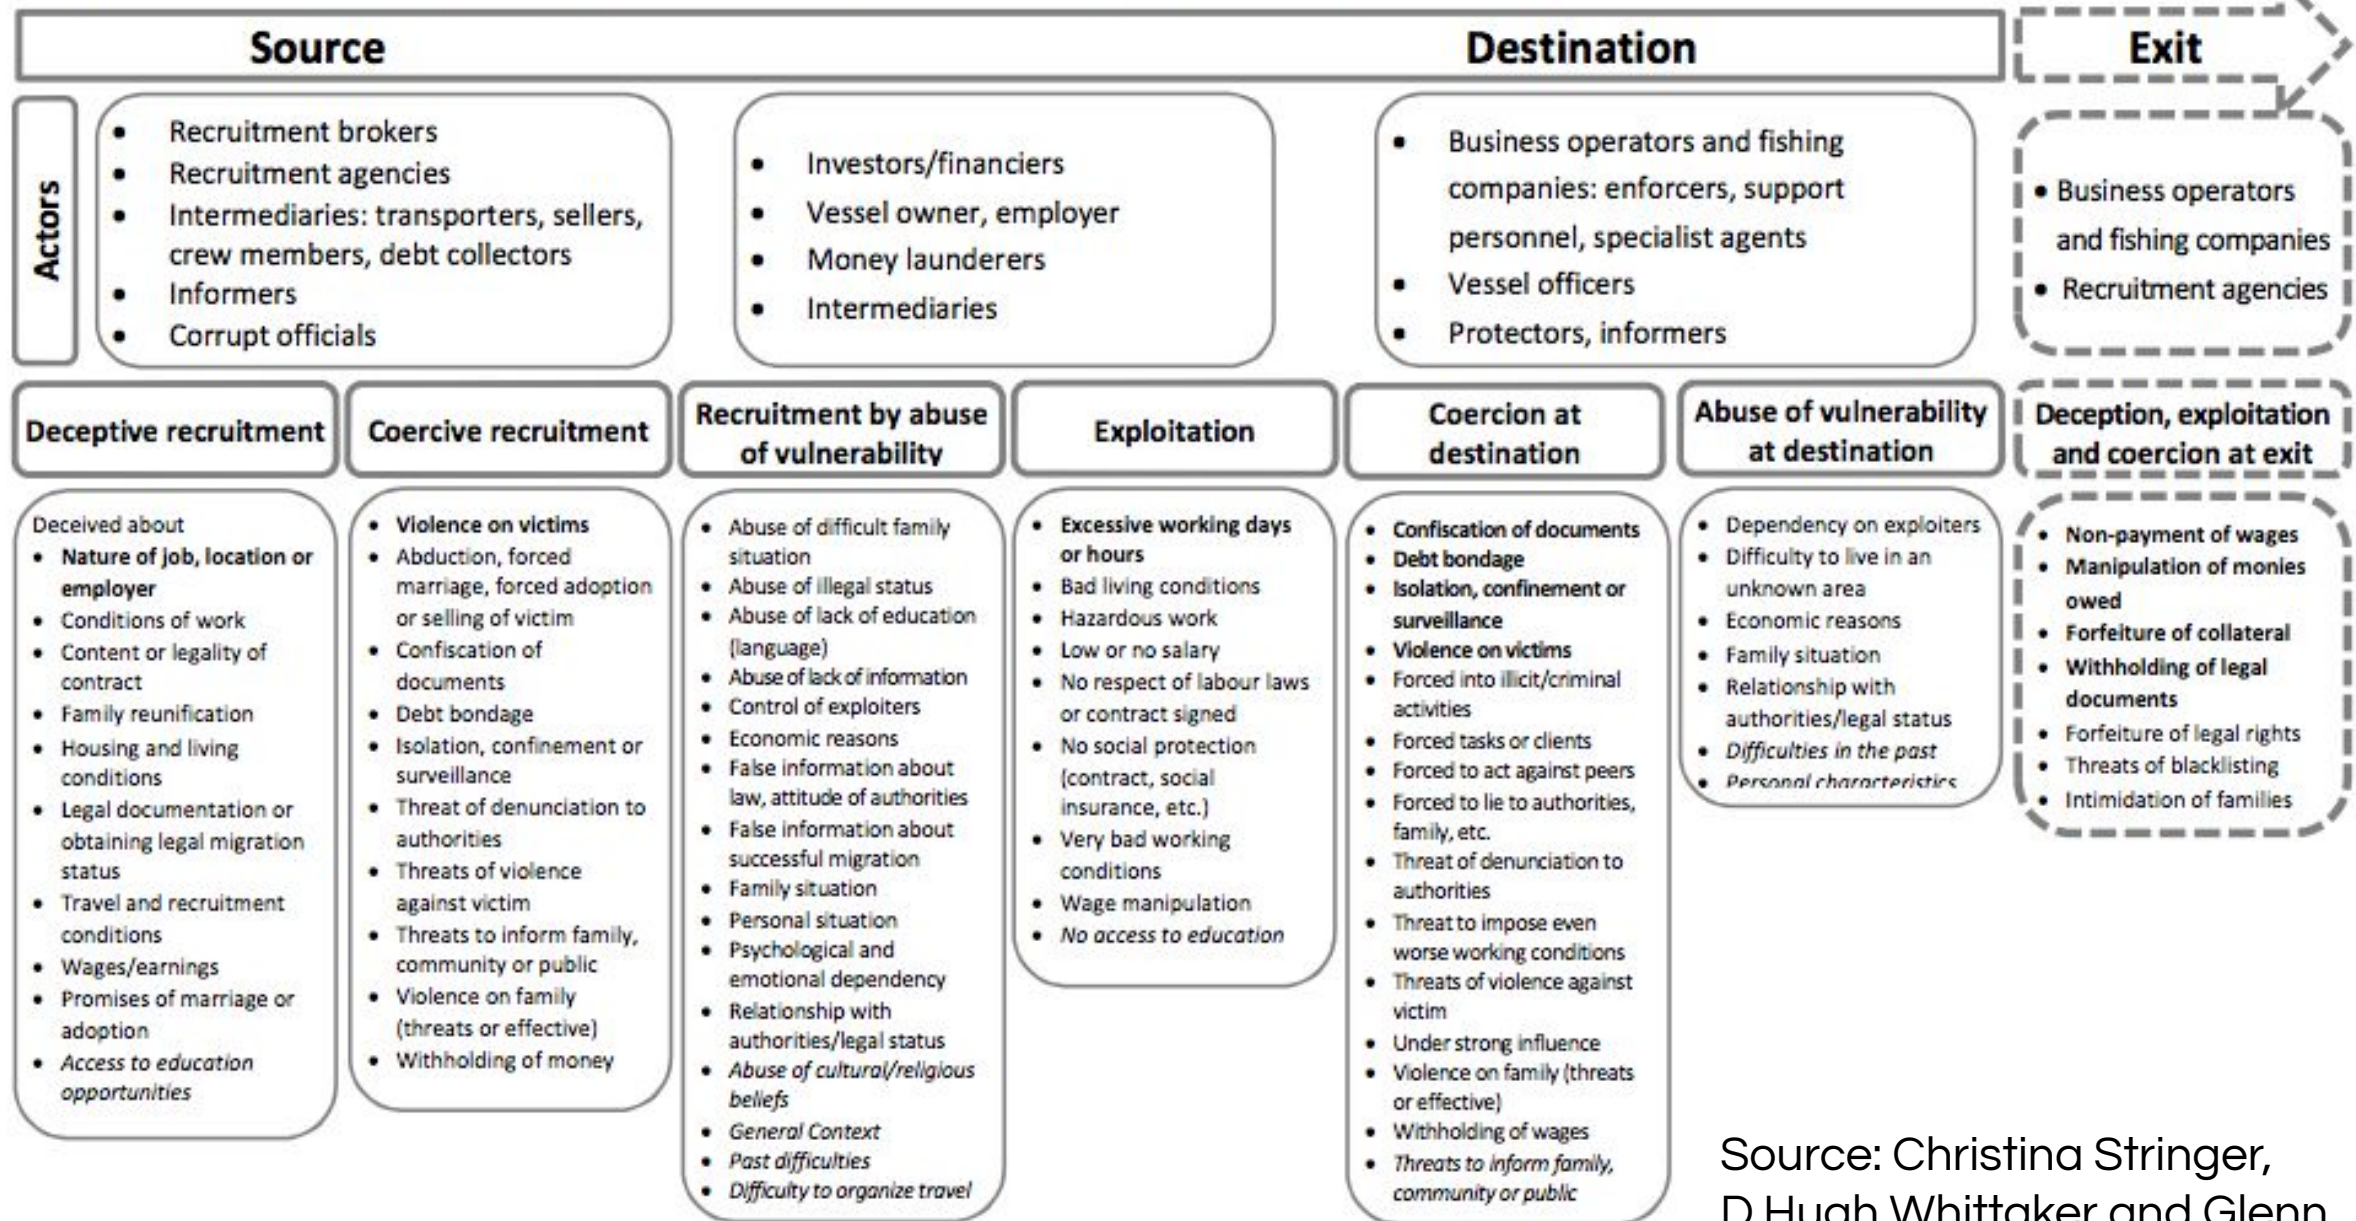 Source
Destination
Exit
Actors
• Recruitment brokers
• Recruitment agencies
• Intermediaries: transporters, sellers,
crew members, debt collectors
• Informers
• Corrupt officials
• Investors/financiers
• Vessel owner, employer
• Money launderers
• Intermediaries
• Business operators and fishing
companies: enforcers, support
personnel, specialist agents
• Vessel officers
• Protectors, informers
• Business operators
and fishing companies
• Recruitment agencies
Deceptive recruitment
Deceived about
• Nature of job, location or
employer
• Conditions of work
• Content or legality of
contract
• Family reunification
• Housing and living
conditions
• Legal documentation or
obtaining legal migration
status
• Travel and recruitment
conditions
• Wages/earnings
• Promises of marriage or
adoption
• Access to education
opportunities
Coercive recruitment
• Violence on victims
• Abduction, forced
marriage, forced adoption
or selling of victim
• Confiscation of
documents
• Debt bondage
• Isolation, confinement or
surveillance
• Threat of denunciation to
authorities
• Threats of violence
against victim
• Threats to inform family,
community or public
• Violence on family
(threats or effective)
• Withholding of money
Recruitment by abuse
of vulnerability
• Abuse of difficult family
situation
• Abuse of illegal status
• Abuse of lack of education
(language)
• Abuse of lack of information
• Control of exploiters
• Economic reasons
• False information about
law, attitude of authorities
• False information about
successful migration
• Family situation
• Personal situation
• Psychological and
emotional dependency
• Relationship with
authorities/legal status
• Abuse of cultural/religious
beliefs
• General Context
• Past difficulties
• Difficulty to organize travel
Exploitation
• Excessive working days
or hours
• Bad living conditions
• Hazardous work
• Low or no salary
• No respect of labour laws
or contract signed
• No social protection
(contract, social
insurance, etc.)
• Very bad working
conditions
• Wage manipulation
• No access to education
Coercion at
destination
• Confiscation of documents
• Debt bondage
• Isolation, confinement or
surveillance
• Violence on victims
• Forced into illicit/criminal
activities
• Forced tasks or clients
• Forced to act against peers
• Forced to lie to authorities,
family, etc.
• Threat of denunciation to
authorities
• Threat to impose even
worse working conditions
• Threats of violence against
victim
• Under strong influence
• Violence on family (threats
or effective)
• Withholding of wages
• Threats to inform family,
community or public
Abuse of vulnerability
at destination
• Dependency on exploiters
• Difficulty to live in an
unknown area
• Economic reasons
• Family situation
• Relationship with
authorities/legal status
• Difficulties in the past
• Personal characteristics
Deception, exploitation
and coercion at exit
• Non-payment of wages
• Manipulation of monies
owed
• Forfeiture of collateral
• Withholding of legal
documents
• Forfeiture of legal rights
• Threats of blacklisting
• Intimidation of families
Source: Christina Stringer,
D Hugh Whittaker and Glenn